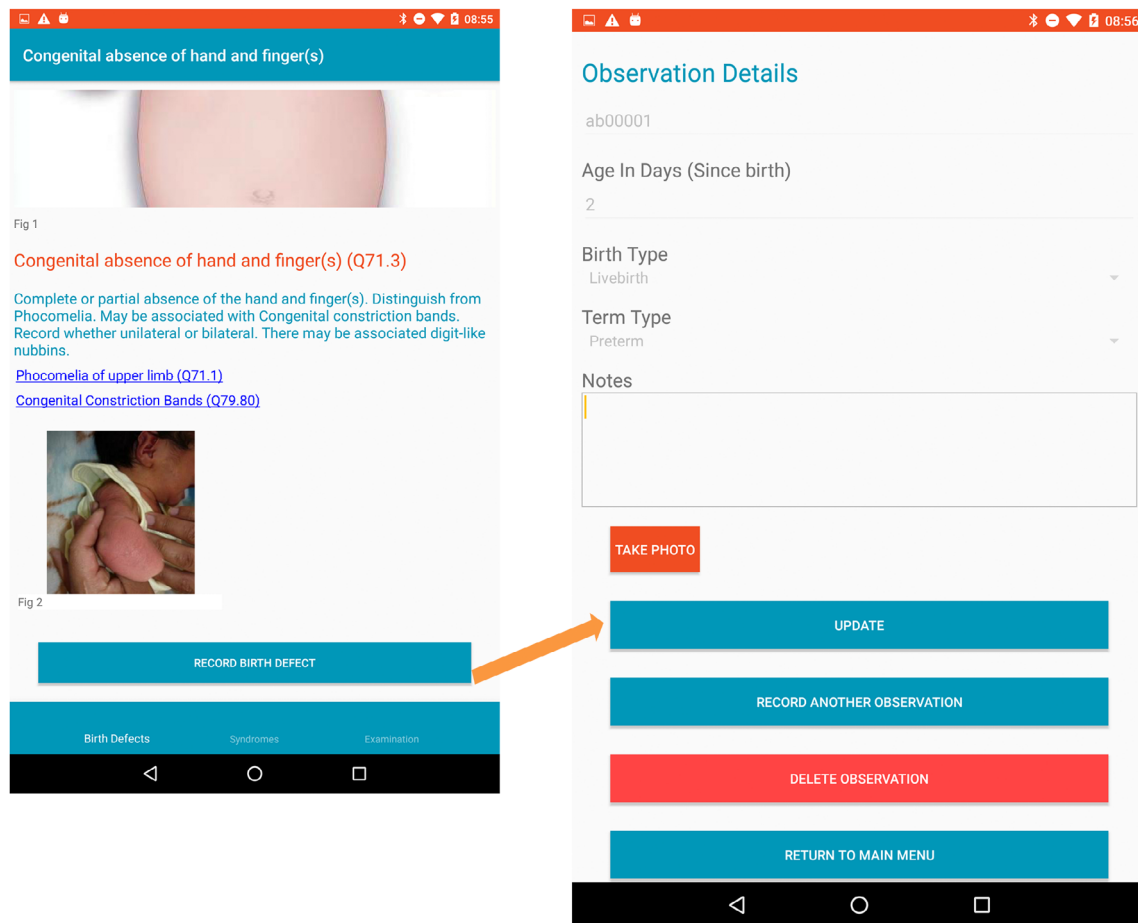 08:55
Congenital absence of hand and finger(s)
Fig 1
Congenital absence of hand and finger(s) (Q71.3)
Complete or partial absence of the hand and finger(s). Distinguish from
Phocomelia. May be associated with Congenital constriction bands.
Record whether unilateral or bilateral. There may be associated digit-like
nubbins.
Phocomelia of upper limb (Q71.1)
Congenital Constriction Bands (Q79.80)
Fig 2
RECORD BIRTH DEFECT
Birth Defects Syndromes Examination
08:56
Observation Details
ab00001
Age In Days (Since birth)
2
Birth Type
Livebirth
Term Type
Preterm
Notes
TAKE PHOTO
UPDATE
RECORD ANOTHER OBSERVATION
DELETE OBSERVATION
RETURN TO MAIN MENU